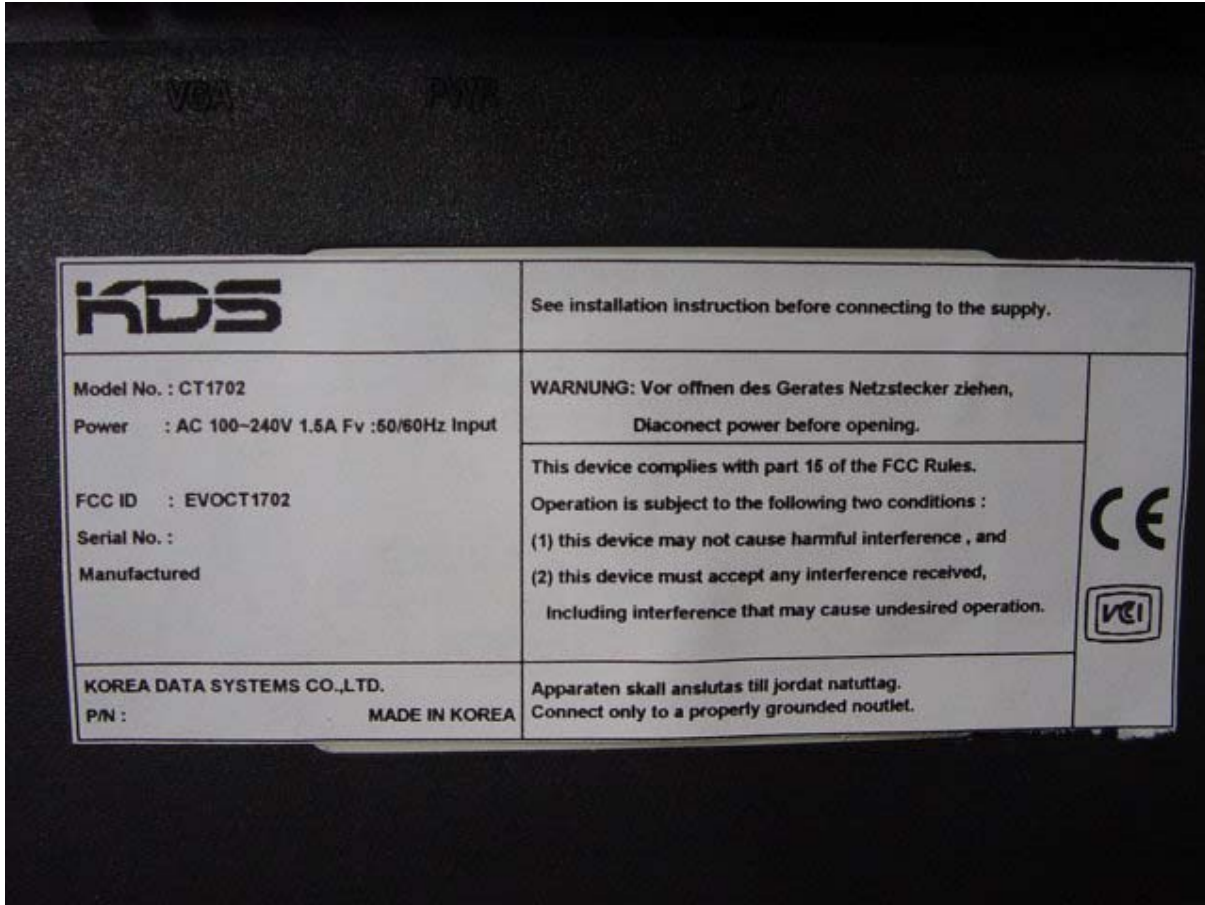 VGA PWR
KDS
See installation instruction before connecting to the supply.
Model No. : CT1702
Power : AC 100~240V 1.5A Fv :50/60Hz Input
FCC ID : EVOCT1702
Serial No. :
Manufactured
WARNUNG: Vor offnen des Gerates Netzstecker ziehen,
Diaconect power before opening.
This device complies with part 15 of the FCC Rules.
Operation is subject to the following two conditions :
(1) this device may not cause harmful interference , and
(2) this device must accept any interference received,
Including interference that may cause undesired operation.
CE
VCI
KOREA DATA SYSTEMS CO.,LTD.
P/N : MADE IN KOREA
Apparaten skall anslutas till jordat natuttag.
Connect only to a properly grounded noutlet.